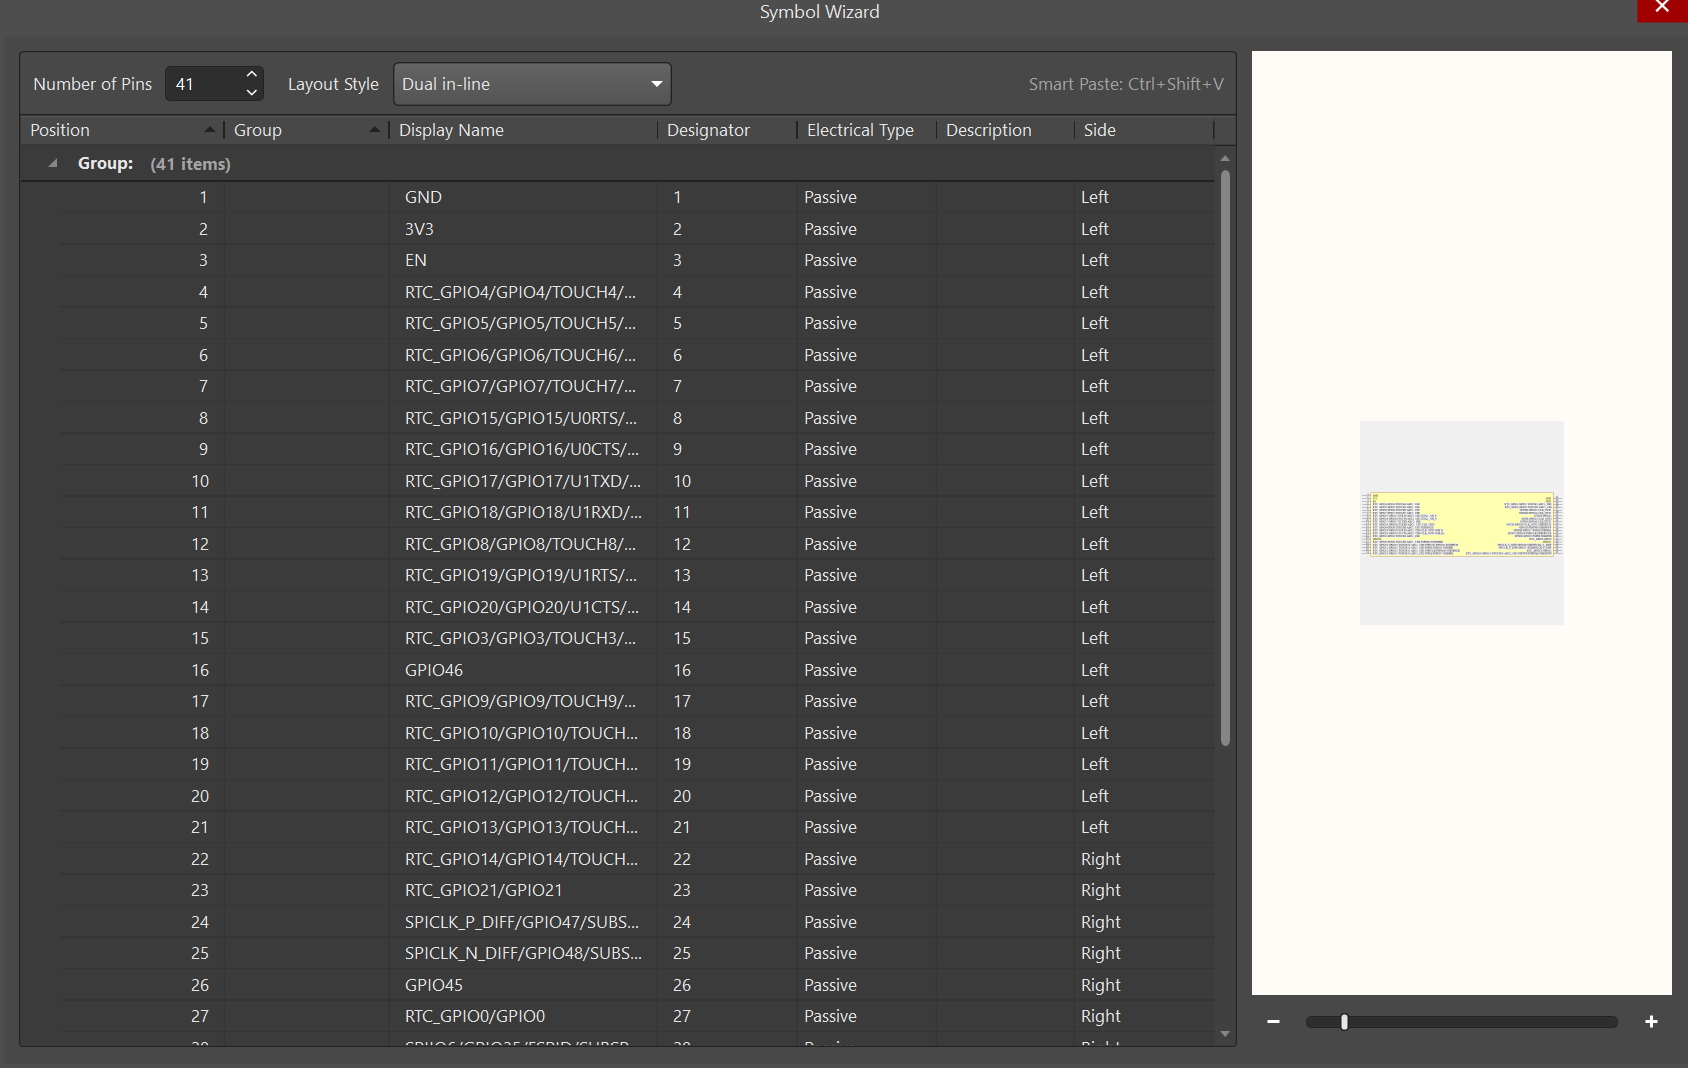 Symbol Wizard
Number of Pins 41 Layout Style Dual in-line Smart Paste: Ctrl+Shift+V
Position Group Display Name Designator Electrical Type Description Side
Group: (41 items)
1 GND 1 Passive Left
2 3V3 2 Passive Left
3 EN 3 Passive Left
4 RTC_GPIO4/GPIO4/TOUCH4/... 4 Passive Left
5 RTC_GPIO5/GPIO5/TOUCH5/... 5 Passive Left
6 RTC_GPIO6/GPIO6/TOUCH6/... 6 Passive Left
7 RTC_GPIO7/GPIO7/TOUCH7/... 7 Passive Left
8 RTC_GPIO15/GPIO15/U0RTS/... 8 Passive Left
9 RTC_GPIO16/GPIO16/U0CTS/... 9 Passive Left
10 RTC_GPIO17/GPIO17/U1TXD/... 10 Passive Left
11 RTC_GPIO18/GPIO18/U1RXD/... 11 Passive Left
12 RTC_GPIO8/GPIO8/TOUCH8/... 12 Passive Left
13 RTC_GPIO19/GPIO19/U1RTS/... 13 Passive Left
14 RTC_GPIO20/GPIO20/U1CTS/... 14 Passive Left
15 RTC_GPIO3/GPIO3/TOUCH3/... 15 Passive Left
16 GPIO46 16 Passive Left
17 RTC_GPIO9/GPIO9/TOUCH9/... 17 Passive Left
18 RTC_GPIO10/GPIO10/TOUCH... 18 Passive Left
19 RTC_GPIO11/GPIO11/TOUCH... 19 Passive Left
20 RTC_GPIO12/GPIO12/TOUCH... 20 Passive Left
21 RTC_GPIO13/GPIO13/TOUCH... 21 Passive Left
22 RTC_GPIO14/GPIO14/TOUCH... 22 Passive Right
23 RTC_GPIO21/GPIO21 23 Passive Right
24 SPICLK_P_DIFF/GPIO47/SUBS... 24 Passive Right
25 SPICLK_N_DIFF/GPIO48/SUBS... 25 Passive Right
26 GPIO45 26 Passive Right
27 RTC_GPIO0/GPIO0 27 Passive Right